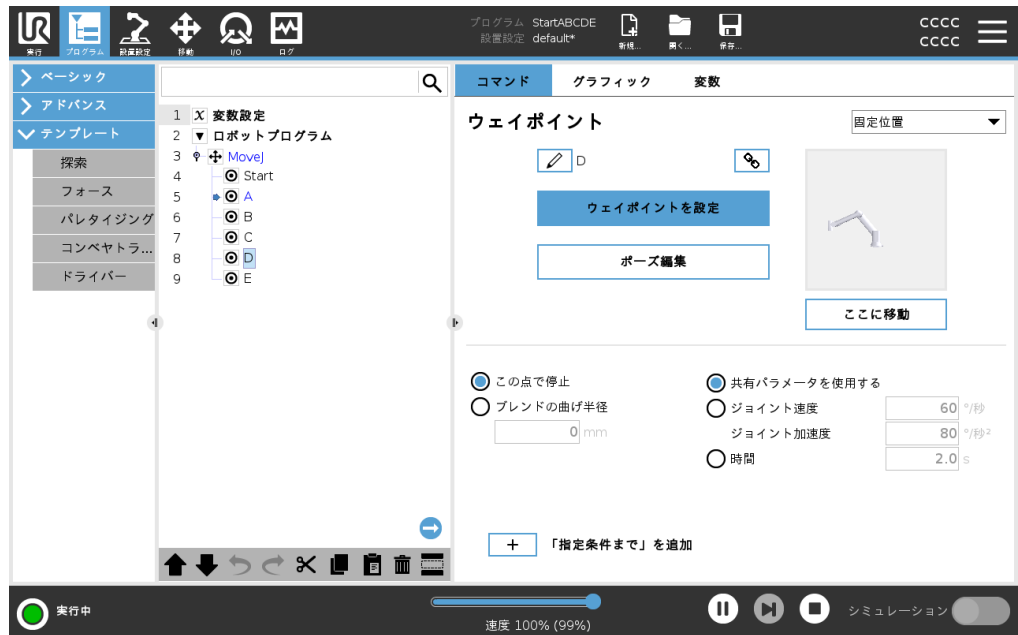 UR
実行
プログラム
設置設定
移動
I/O
ログ
プログラム StartABCDE
設置設定 default*
新規...
開く...
保存...
cccc
cccc
ベーシック
アドバンス
テンプレート
探索
フォース
パレタイジング
コンベヤトラ...
ドライバー
1 X 変数設定
2 ロボットプログラム
3 MoveJ
4 Start
5 A
6 B
7 C
8 D
9 E
コマンド グラフィック 変数
ウェイポイント
固定位置
D
ウェイポイントを設定
ポーズ編集
ここに移動
この点で停止
ブレンドの曲げ半径
0 mm
共有パラメータを使用する
ジョイント速度 60 °/秒
ジョイント加速度 80 °/秒²
時間 2.0 s
+ 「指定条件まで」を追加
実行中
速度 100% (99%)
シミュレーション